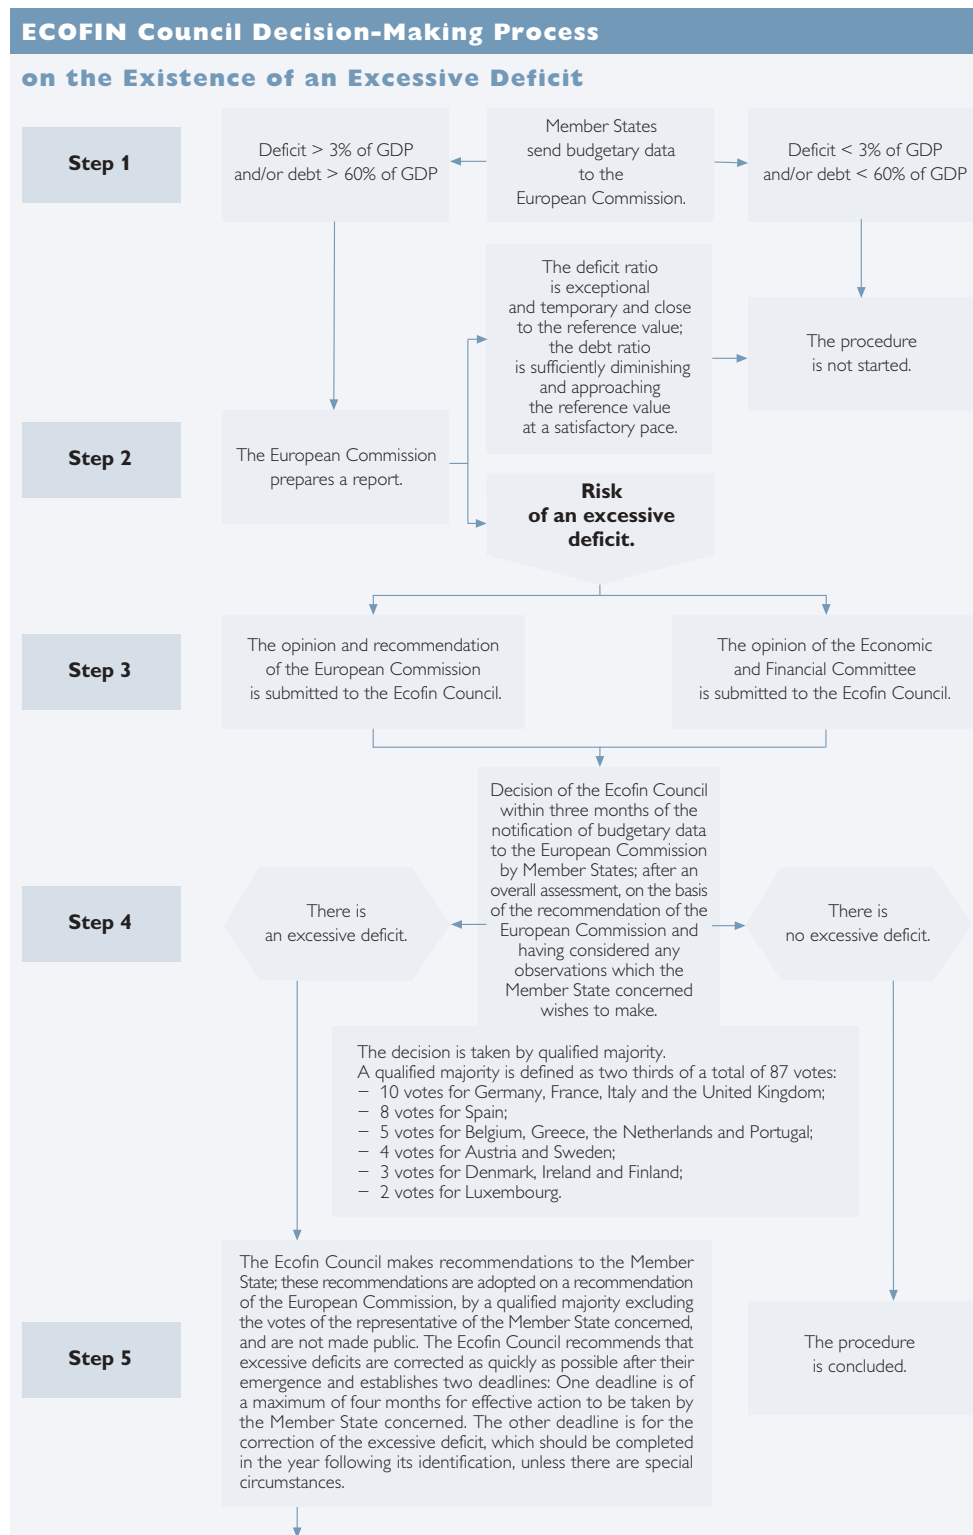 ECOFIN Council Decision-Making Process
on the Existence of an Excessive Deficit
Step 1
Deficit > 3% of GDP
and/or debt > 60% of GDP
Member States
send budgetary data
to the
European Commission.
Deficit < 3% of GDP
and/or debt < 60% of GDP
The deficit ratio
is exceptional
and temporary and close
to the reference value;
the debt ratio
is sufficiently diminishing
and approaching
the reference value
at a satisfactory pace.
The procedure
is not started.
Step 2
The European Commission
prepares a report.
Risk
of an excessive
deficit.
Step 3
The opinion and recommendation
of the European Commission
is submitted to the Ecofin Council.
The opinion of the Economic
and Financial Committee
is submitted to the Ecofin Council.
Step 4
There is
an excessive deficit.
Decision of the Ecofin Council
within three months of the
notification of budgetary data
to the European Commission
by Member States; after an
overall assessment, on the basis
of the recommendation of the
European Commission and
having considered any
observations which the
Member State concerned
wishes to make.
There is
no excessive deficit.
The decision is taken by qualified majority.
A qualified majority is defined as two thirds of a total of 87 votes:
– 10 votes for Germany, France, Italy and the United Kingdom;
– 8 votes for Spain;
– 5 votes for Belgium, Greece, the Netherlands and Portugal;
– 4 votes for Austria and Sweden;
– 3 votes for Denmark, Ireland and Finland;
– 2 votes for Luxembourg.
Step 5
The Ecofin Council makes recommendations to the Member
State; these recommendations are adopted on a recommendation
of the European Commission, by a qualified majority excluding
the votes of the representative of the Member State concerned,
and are not made public. The Ecofin Council recommends that
excessive deficits are corrected as quickly as possible after their
emergence and establishes two deadlines: One deadline is of
a maximum of four months for effective action to be taken by
the Member State concerned. The other deadline is for the
correction of the excessive deficit, which should be completed
in the year following its identification, unless there are special
circumstances.
The procedure
is concluded.